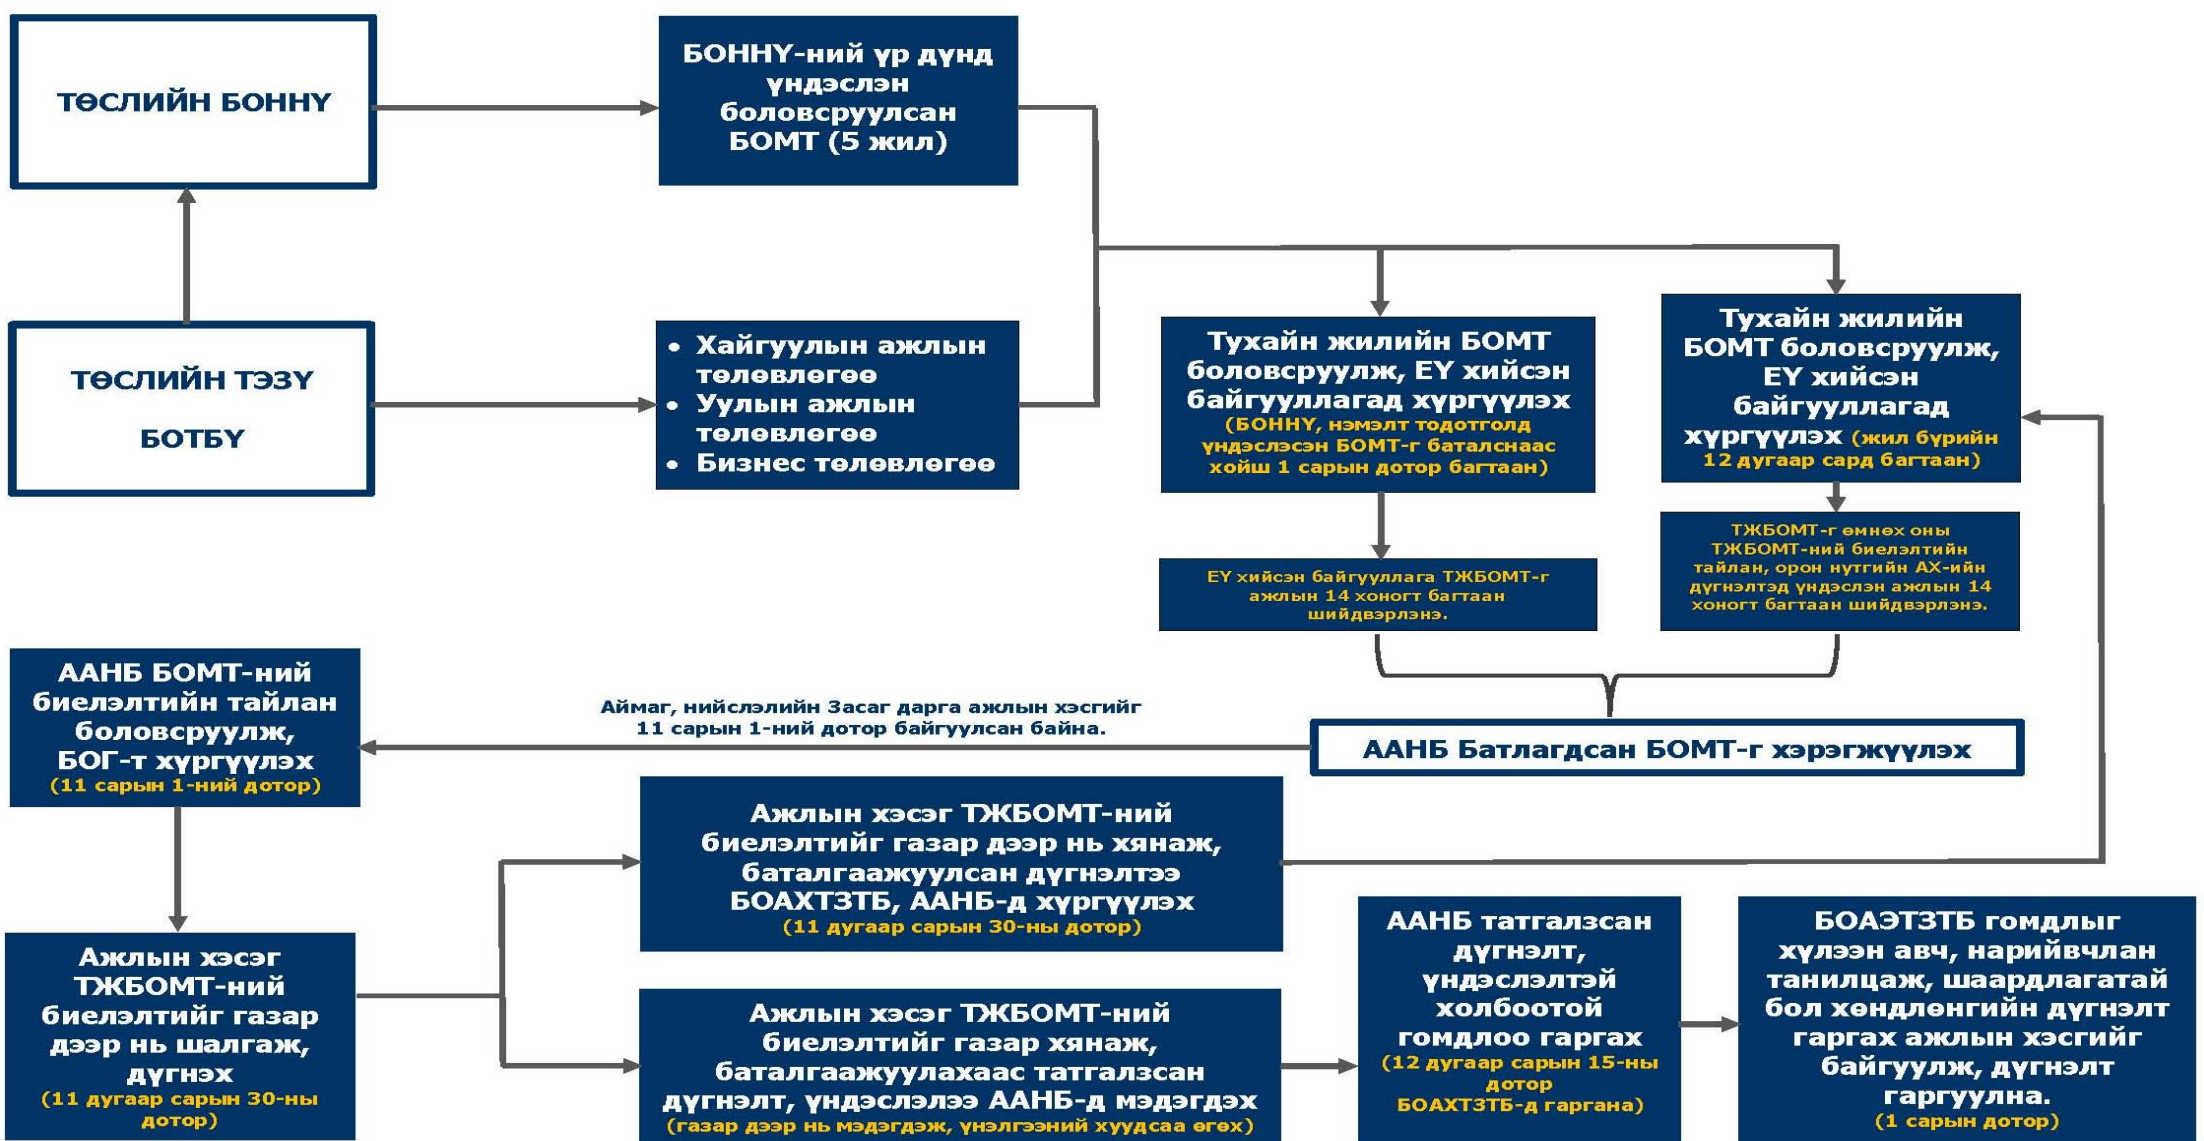 ТӨСЛИЙН БОННҮ
БОННҮ-ний үр дүнд
үндэслэн
боловсруулсан
БОМТ (5 жил)
ТӨСЛИЙН ТЭЗҮ
БОТБҮ
• Хайгуулын ажлын
төлөвлөгөө
• Уулын ажлын
төлөвлөгөө
• Бизнес төлөвлөгөө
Тухайн жилийн БОМТ
боловсруулж, ЕҮ хийсэн
байгууллагад хүргүүлэх
(БОННҮ, нэмэлт тодотголд
үндэслэсэн БОМТ-г баталснаас
хойш 1 сарын дотор багтаан)
Тухайн жилийн
БОМТ боловсруулж,
ЕҮ хийсэн
байгууллагад
хүргүүлэх (жил бүрийн
12 дугаар сард багтаан)
ЕҮ хийсэн байгууллага ТЖБОМТ-г
ажлын 14 хоногт багтаан
шийдвэрлэнэ.
ТЖБОМТ-г өмнөх оны
ТЖБОМТ-ний биелэлтийн
тайлан, орон нутгийн АХ-ийн
дүгнэлтэд үндэслэн ажлын 14
хоногт багтаан шийдвэрлэнэ.
ААНБ Батлагдсан БОМТ-г хэрэгжүүлэх
Аймаг, нийслэлийн Засаг дарга ажлын хэсгийг
11 сарын 1-ний дотор байгуулсан байна.
ААНБ БОМТ-ний
биелэлтийн тайлан
боловсруулж,
БОГ-т хүргүүлэх
(11 сарын 1-ний дотор)
Ажлын хэсэг
ТЖБОМТ-ний
биелэлтийг газар
дээр нь шалгаж,
дүгнэх
(11 дугаар сарын 30-ны
дотор)
Ажлын хэсэг ТЖБОМТ-ний
биелэлтийг газар дээр нь хянаж,
баталгаажуулсан дүгнэлтээ
БОАХТЗТБ, ААНБ-д хүргүүлэх
(11 дугаар сарын 30-ны дотор)
Ажлын хэсэг ТЖБОМТ-ний
биелэлтийг газар хянаж,
баталгаажуулахаас татгалзсан
дүгнэлт, үндэслэлээ ААНБ-д мэдэгдэх
(газар дээр нь мэдэгдэж, үнэлгээний хуудсаа өгөх)
ААНБ татгалзсан
дүгнэлт,
үндэслэлтэй
холбоотой
гомдлоо гаргах
(12 дугаар сарын 15-ны
дотор
БОАХТЗТБ-д гаргана)
БОАЭТЗТБ гомдлыг
хүлээн авч, нарийвчлан
танилцаж, шаардлагатай
бол хөндлөнгийн дүгнэлт
гаргах ажлын хэсгийг
байгуулж, дүгнэлт
гаргуулна.
(1 сарын дотор)